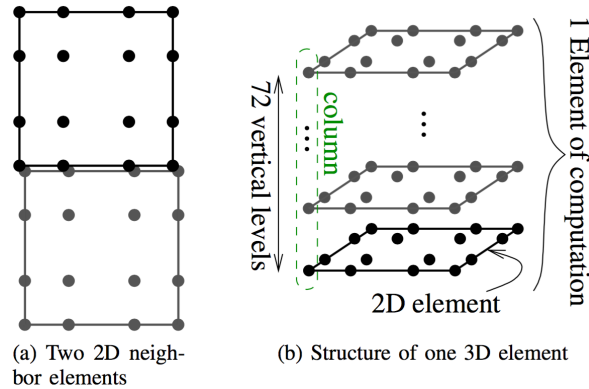 72 vertical levels
column
...
...
1 Element of computation
2D element
(a) Two 2D neigh-
bor elements
(b) Structure of one 3D element